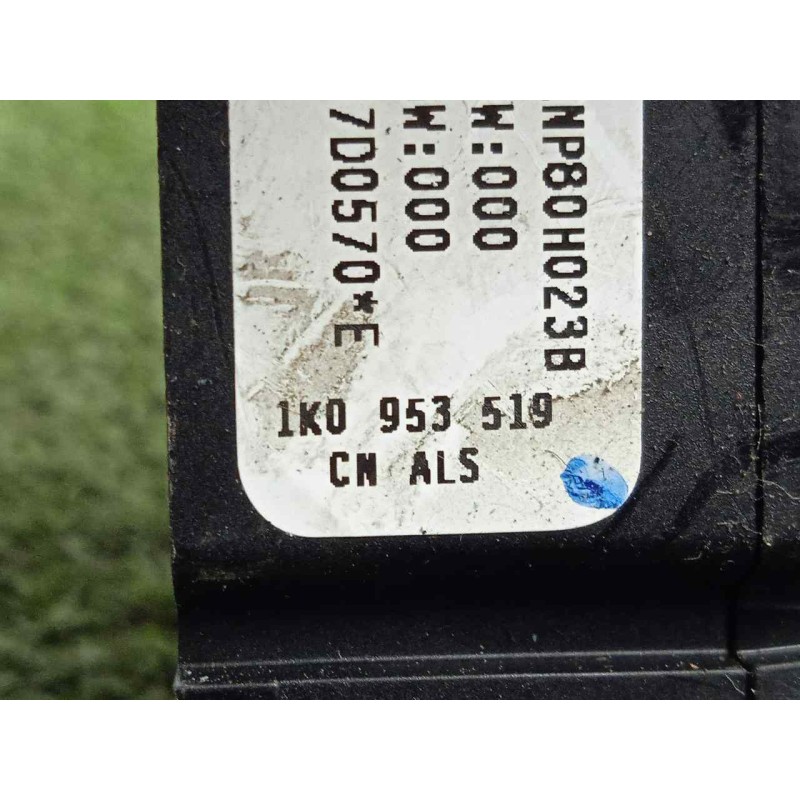 NP80H023B
W:000
W:000
7D0570*E
1K0 953 519
CN ALS